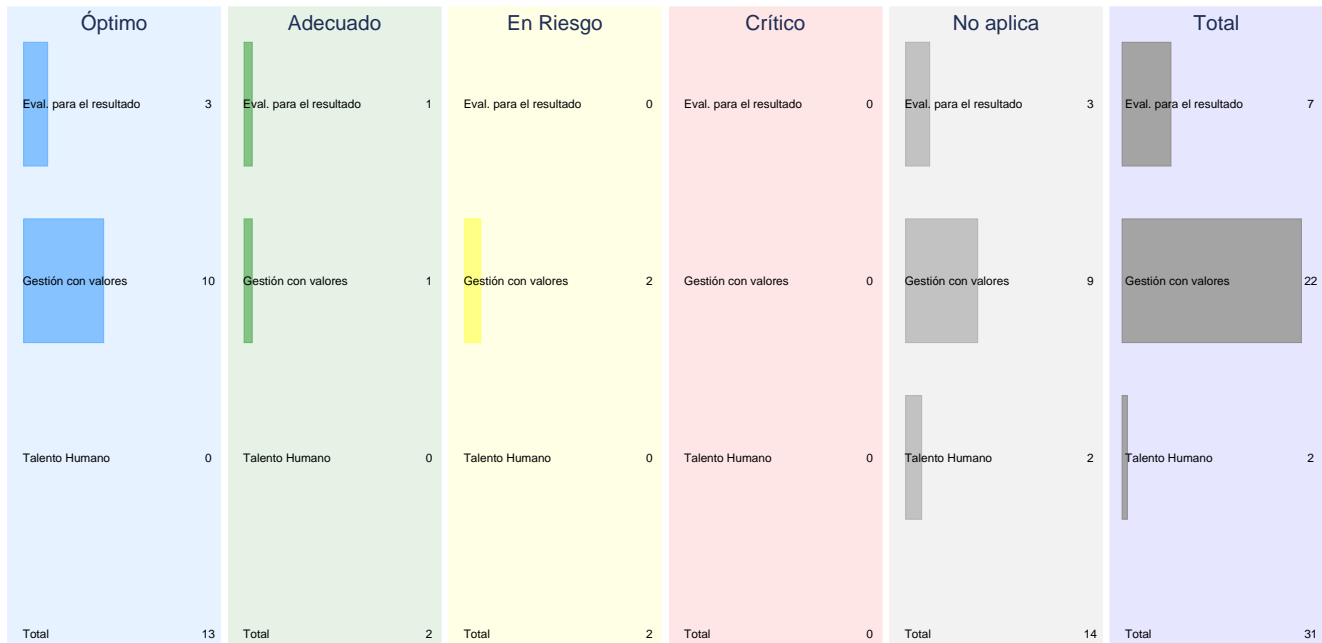 Óptimo Adecuado En Riesgo Crítico No aplica Total
Eval. para el resultado 3 Eval. para el resultado 1 Eval. para el resultado 0 Eval. para el resultado 0 Eval. para el resultado 3 Eval. para el resultado 7
Gestión con valores 10 Gestión con valores 1 Gestión con valores 2 Gestión con valores 0 Gestión con valores 9 Gestión con valores 22
Talento Humano 0 Talento Humano 0 Talento Humano 0 Talento Humano 0 Talento Humano 2 Talento Humano 2
Total 13 Total 2 Total 2 Total 0 Total 14 Total 31